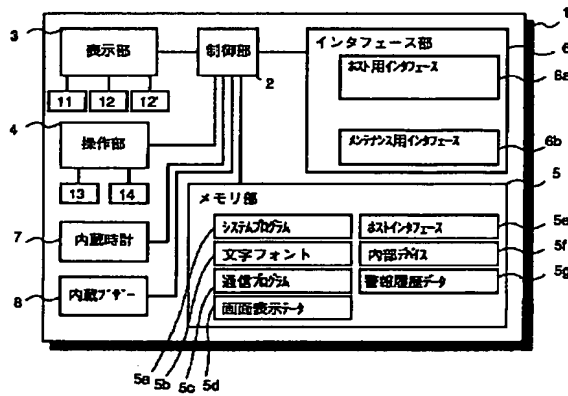 1
3
表示部
制御部
2
インタフェース部
6
ホスト用インタフェース
6a
11
12
12'
4
操作部
メンテナンス用インタフェース
6b
13
14
5
メモリ部
7
内蔵時計
システムプログラム
ホストインタフェース
5e
文字フォント
内部デバイス
5f
通信プログラム
警報履歴データ
5g
8
内蔵ブザー
画面表示データ
5a
5b
5c
5d